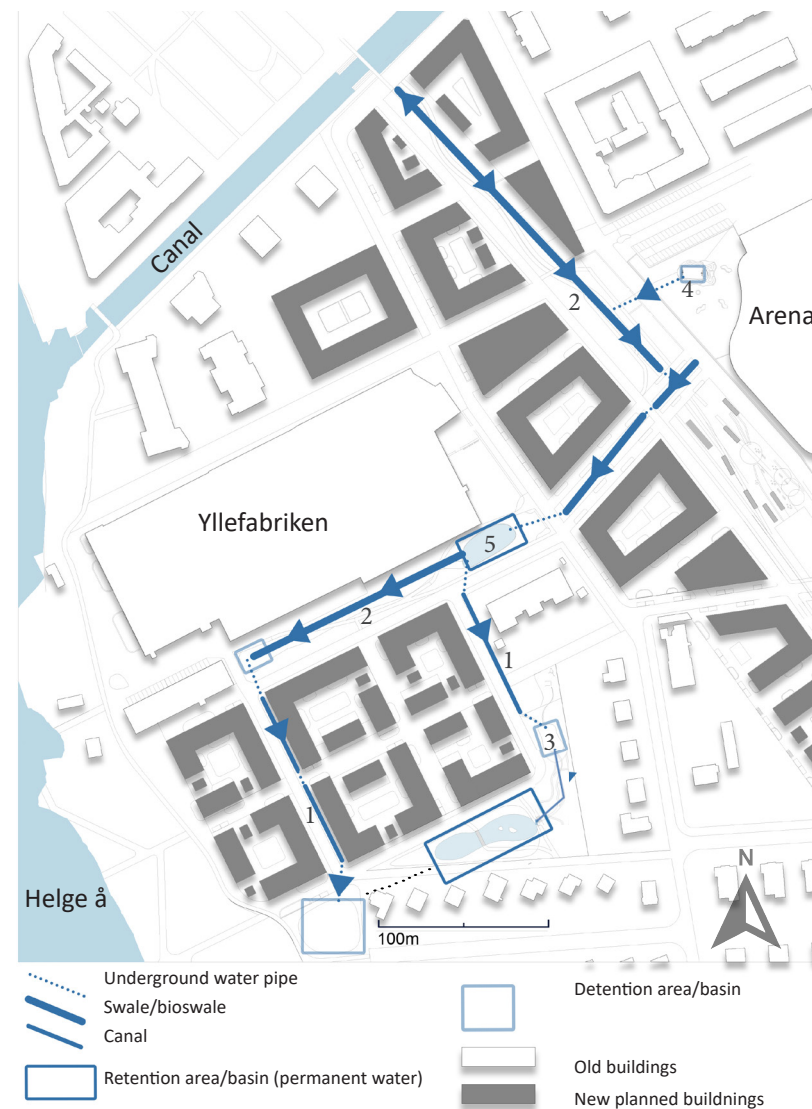 Canal
2
4
Arena
Yllefabriken
5
2
1
3
1
N
Helge å
100m
Underground water pipe
Swale/bioswale
Canal
Retention area/basin (permanent water)
Detention area/basin
Old buildings
New planned buildnings